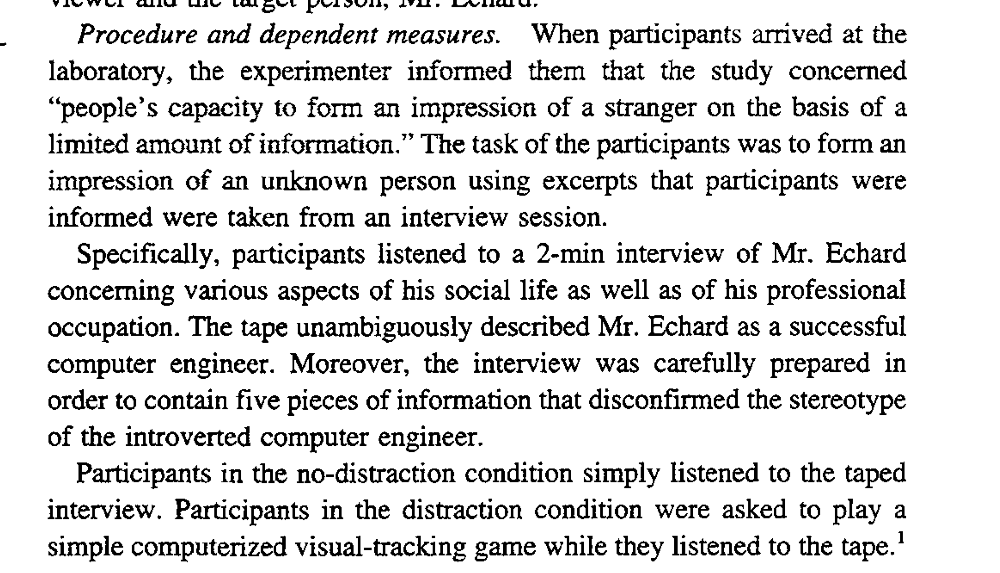 viewer and the target person, Mr. Echard.
Procedure and dependent measures. When participants arrived at the
laboratory, the experimenter informed them that the study concerned
“people’s capacity to form an impression of a stranger on the basis of a
limited amount of information.” The task of the participants was to form an
impression of an unknown person using excerpts that participants were
informed were taken from an interview session.
Specifically, participants listened to a 2-min interview of Mr. Echard
concerning various aspects of his social life as well as of his professional
occupation. The tape unambiguously described Mr. Echard as a successful
computer engineer. Moreover, the interview was carefully prepared in
order to contain five pieces of information that disconfirmed the stereotype
of the introverted computer engineer.
Participants in the no-distraction condition simply listened to the taped
interview. Participants in the distraction condition were asked to play a
simple computerized visual-tracking game while they listened to the tape.¹